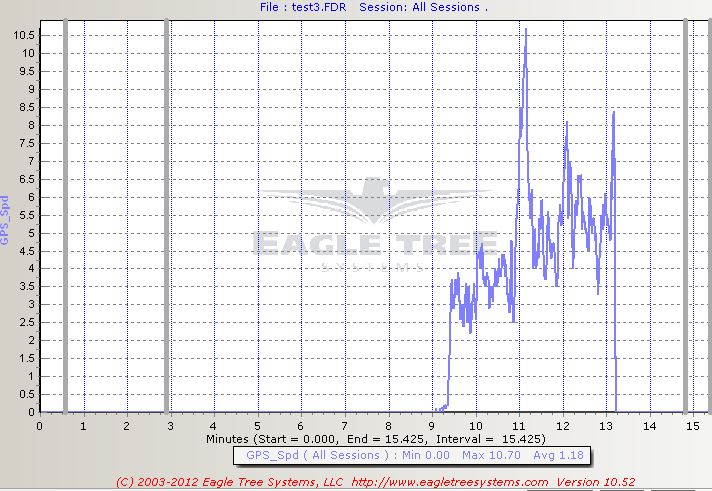 File : test3.FDR   Session: All Sessions .
10.5
10
9.5
9
8.5
8
7.5
7
6.5
6
5.5
5
4.5
4
3.5
3
2.5
2
1.5
1
0.5
0
GPS_Spd
EAGLE TREE
SYSTEMS
0 1 2 3 4 5 6 7 8 9 10 11 12 13 14 15
Minutes (Start = 0.000,  End = 15.425,  Interval =  15.425)
GPS_Spd ( All Sessions ) : Min 0.00   Max 10.70   Avg 1.18
(C) 2003-2012 Eagle Tree Systems, LLC  http://www.eagletreesystems.com  Version 10.52